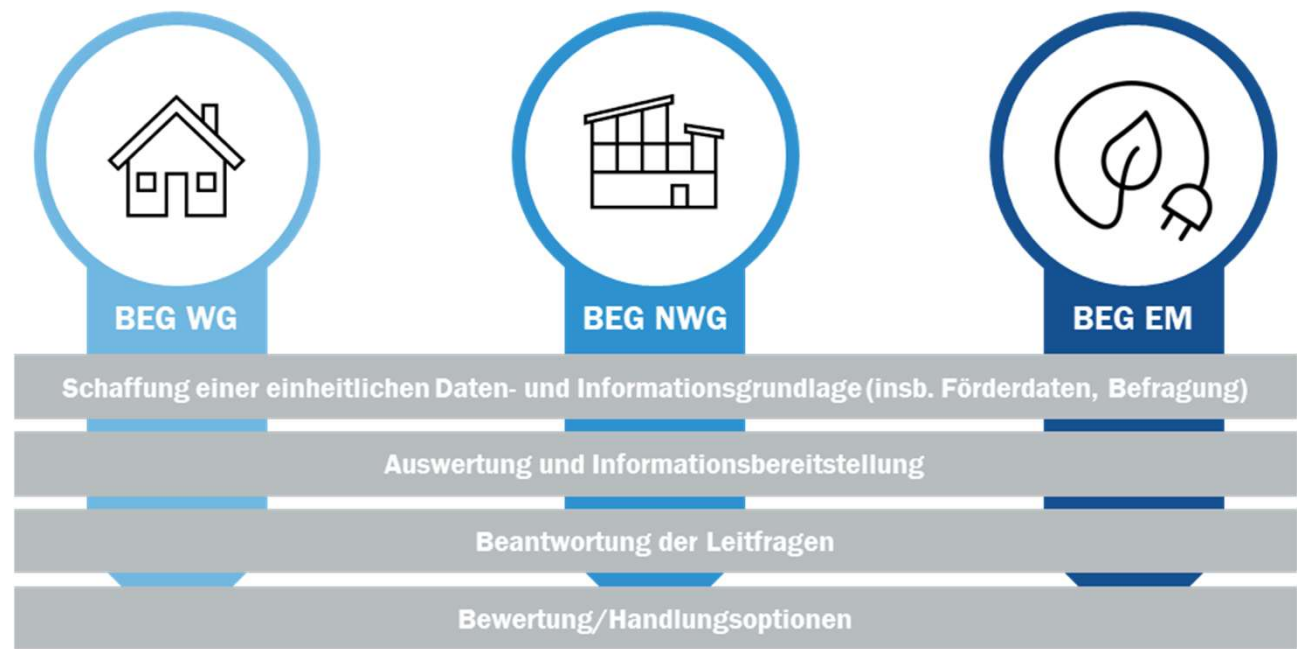 BEG WG
BEG NWG
BEG EM
Schaffung einer einheitlichen Daten- und Informationsgrundlage (insb. Förderdaten, Befragung)
Auswertung und Informationsbereitstellung
Beantwortung der Leitfragen
Bewertung/Handlungsoptionen